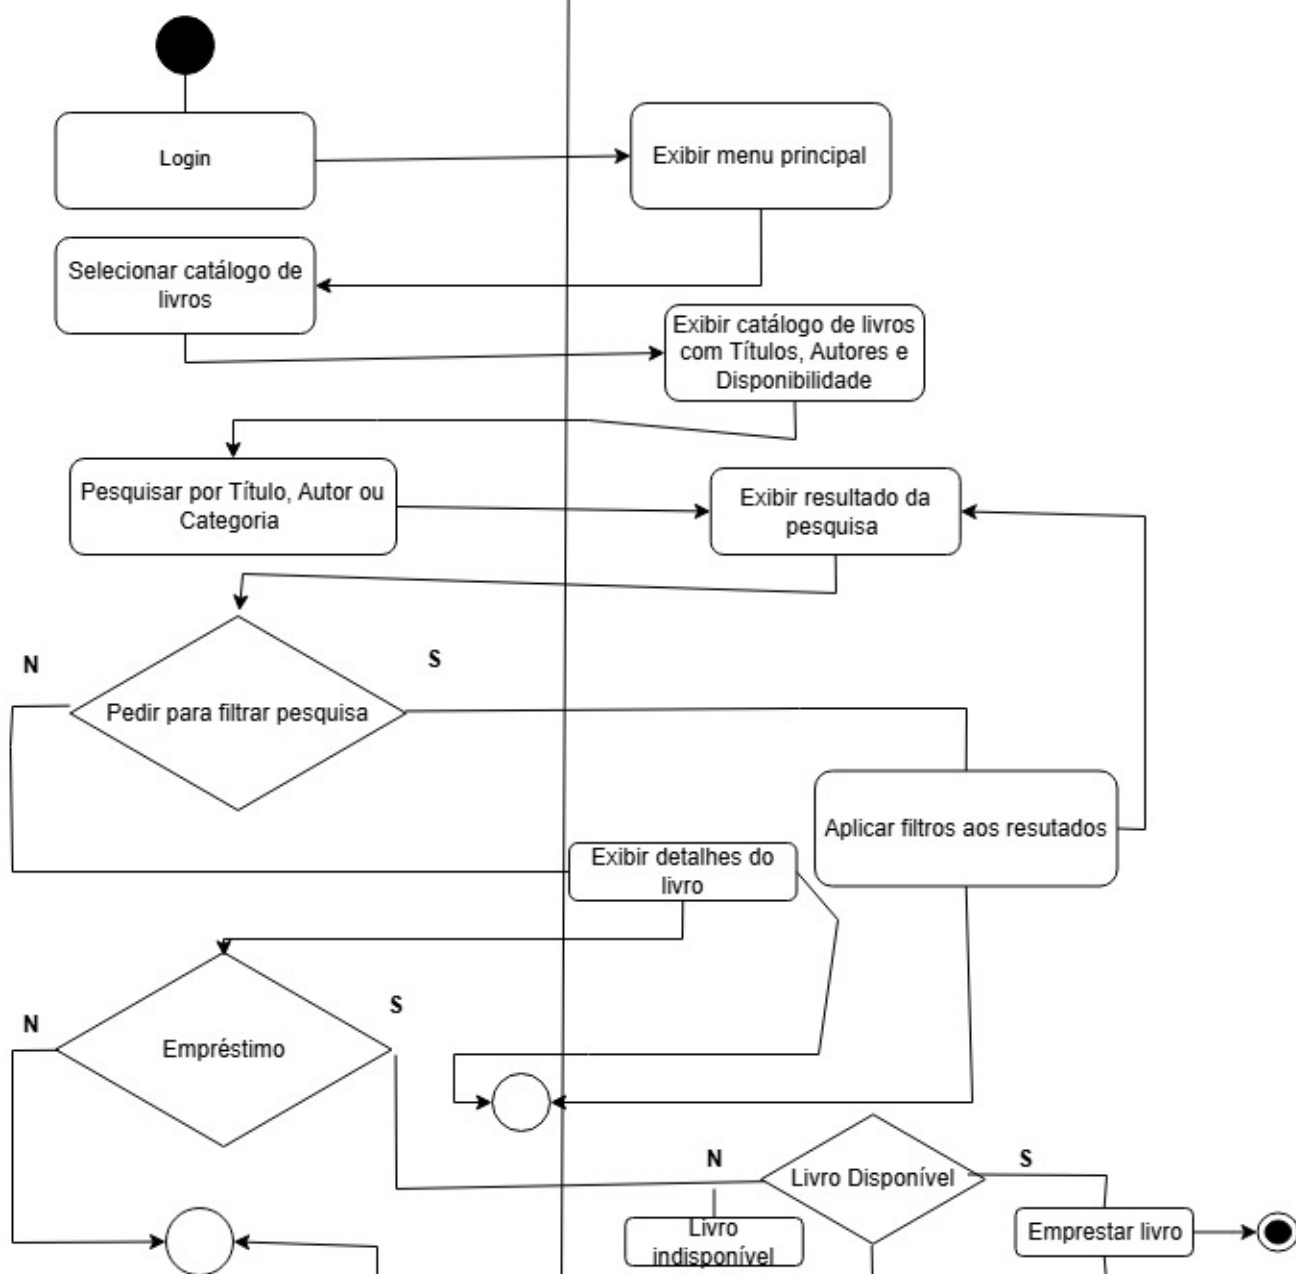 Login
Exibir menu principal
Selecionar catálogo de
livros
Exibir catálogo de livros
com Títulos, Autores e
Disponibilidade
Pesquisar por Título, Autor ou
Categoria
Exibir resultado da
pesquisa
N
S
Pedir para filtrar pesquisa
Aplicar filtros aos resutados
Exibir detalhes do
livro
N
S
Empréstimo
N
S
Livro Disponível
Livro
indisponível
Emprestar livro